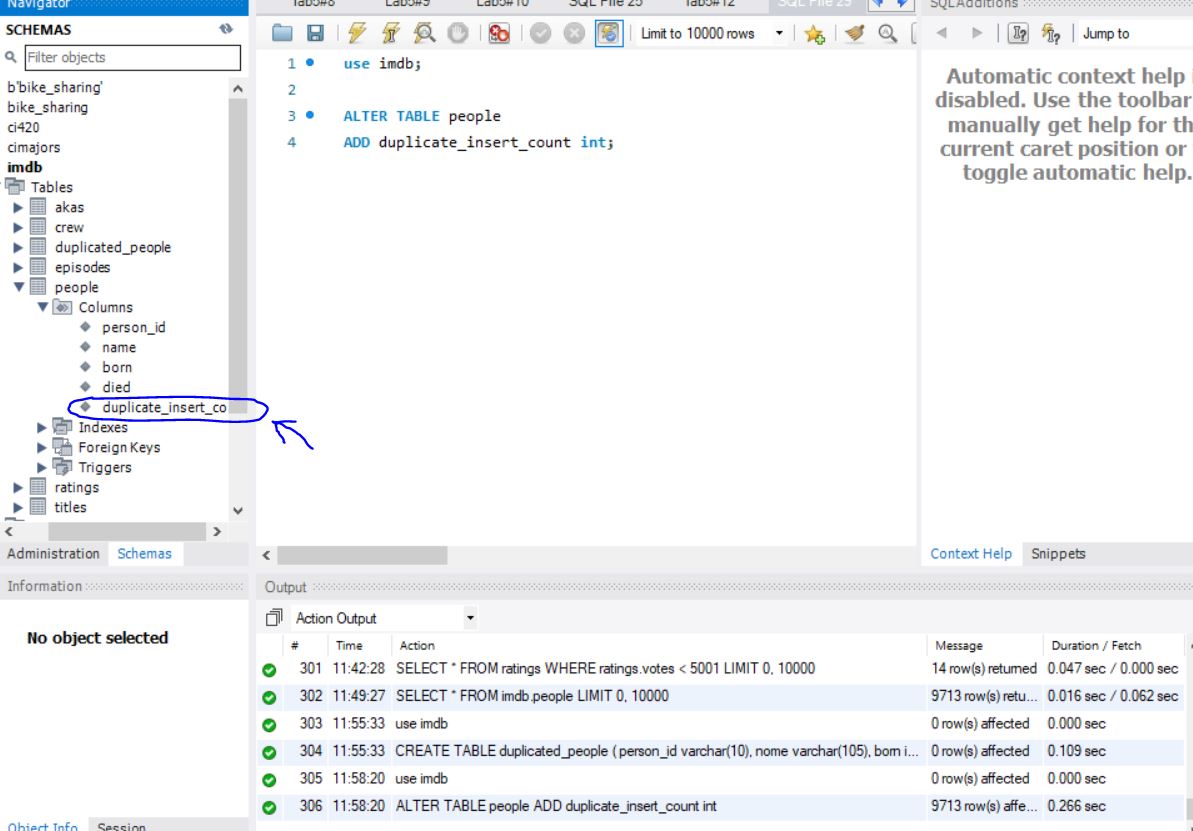 Navigator
SCHEMAS
Filter objects
b'bike_sharing'
bike_sharing
ci420
cimajors
imdb
Tables
akas
crew
duplicated_people
episodes
people
Columns
person_id
name
born
died
duplicate_insert_co
Indexes
Foreign Keys
Triggers
ratings
titles
Administration Schemas
Information
No object selected
Object Info Session
Lab5#9 Lab5#10 SQL File 25 lab5#12 SQL File 29
Limit to 10000 rows
1 use imdb;
2
3 ALTER TABLE people
4 ADD duplicate_insert_count int;
SQLAdditions
Jump to
Automatic context help i
disabled. Use the toolbar
manually get help for th
current caret position or
toggle automatic help.
Context Help Snippets
Output
Action Output
# Time Action Message Duration / Fetch
301 11:42:28 SELECT * FROM ratings WHERE ratings.votes < 5001 LIMIT 0, 10000 14 row(s) returned 0.047 sec / 0.000 sec
302 11:49:27 SELECT * FROM imdb.people LIMIT 0, 10000 9713 row(s) retu... 0.016 sec / 0.062 sec
303 11:55:33 use imdb 0 row(s) affected 0.000 sec
304 11:55:33 CREATE TABLE duplicated_people ( person_id varchar(10), nome varchar(105), born i... 0 row(s) affected 0.109 sec
305 11:58:20 use imdb 0 row(s) affected 0.000 sec
306 11:58:20 ALTER TABLE people ADD duplicate_insert_count int 9713 row(s) affe... 0.266 sec